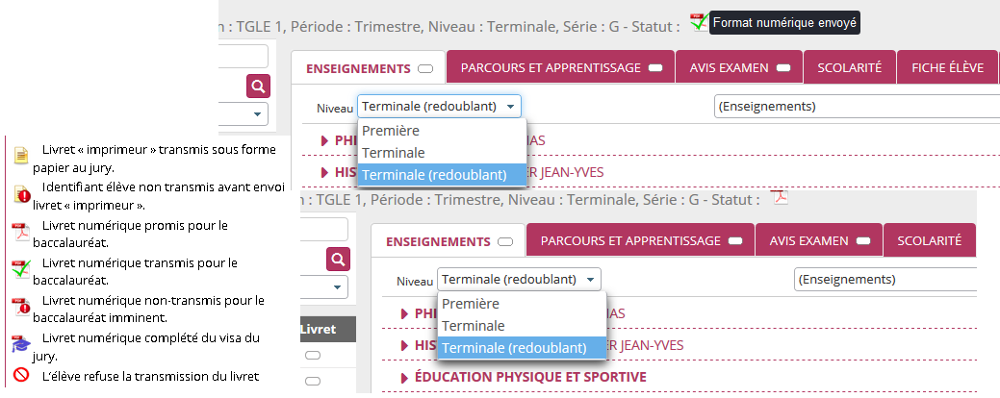 n : TGLE 1, Période : Trimestre, Niveau : Terminale, Série : G - Statut :
Format numérique envoyé
ENSEIGNEMENTS
PARCOURS ET APPRENTISSAGE
AVIS EXAMEN
SCOLARITÉ
FICHE ÉLÈVE
Niveau Terminale (redoublant)
(Enseignements)
Première
Terminale
Terminale (redoublant)
PHI
AS
HIS
ER JEAN-YVES
Livret « imprimeur » transmis sous forme
papier au jury.
Identifiant élève non transmis avant envoi
livret « imprimeur ».
Livret numérique promis pour le
baccalauréat.
Livret numérique transmis pour le
baccalauréat.
Livret numérique non-transmis pour le
baccalauréat imminent.
Livret numérique complété du visa du
jury.
L'élève refuse la transmission du livret
n : TGLE 1, Période : Trimestre, Niveau : Terminale, Série : G - Statut :
ENSEIGNEMENTS
PARCOURS ET APPRENTISSAGE
AVIS EXAMEN
SCOLARITÉ
Niveau Terminale (redoublant)
(Enseignements)
Première
Terminale
Terminale (redoublant)
PHI
AS
HIS
ER JEAN-YVES
ÉDUCATION PHYSIQUE ET SPORTIVE
Livret